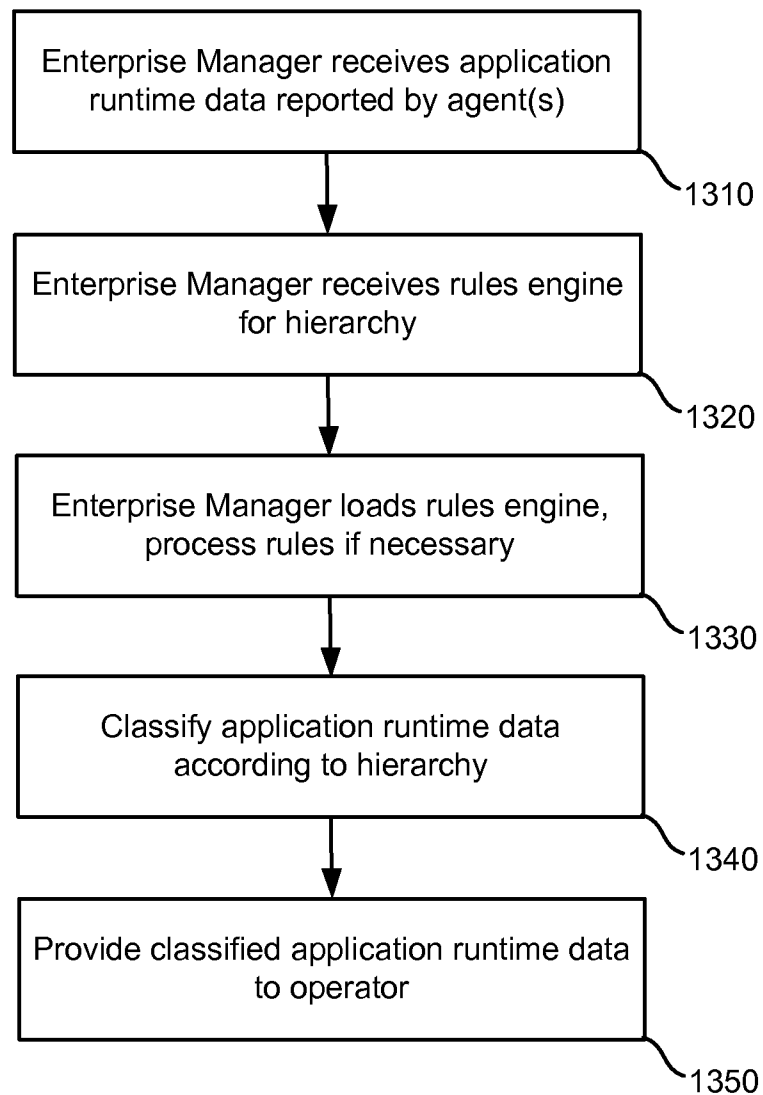 Enterprise Manager receives application
runtime data reported by agent(s)
1310
Enterprise Manager receives rules engine
for hierarchy
1320
Enterprise Manager loads rules engine,
process rules if necessary
1330
Classify application runtime data
according to hierarchy
1340
Provide classified application runtime data
to operator
1350